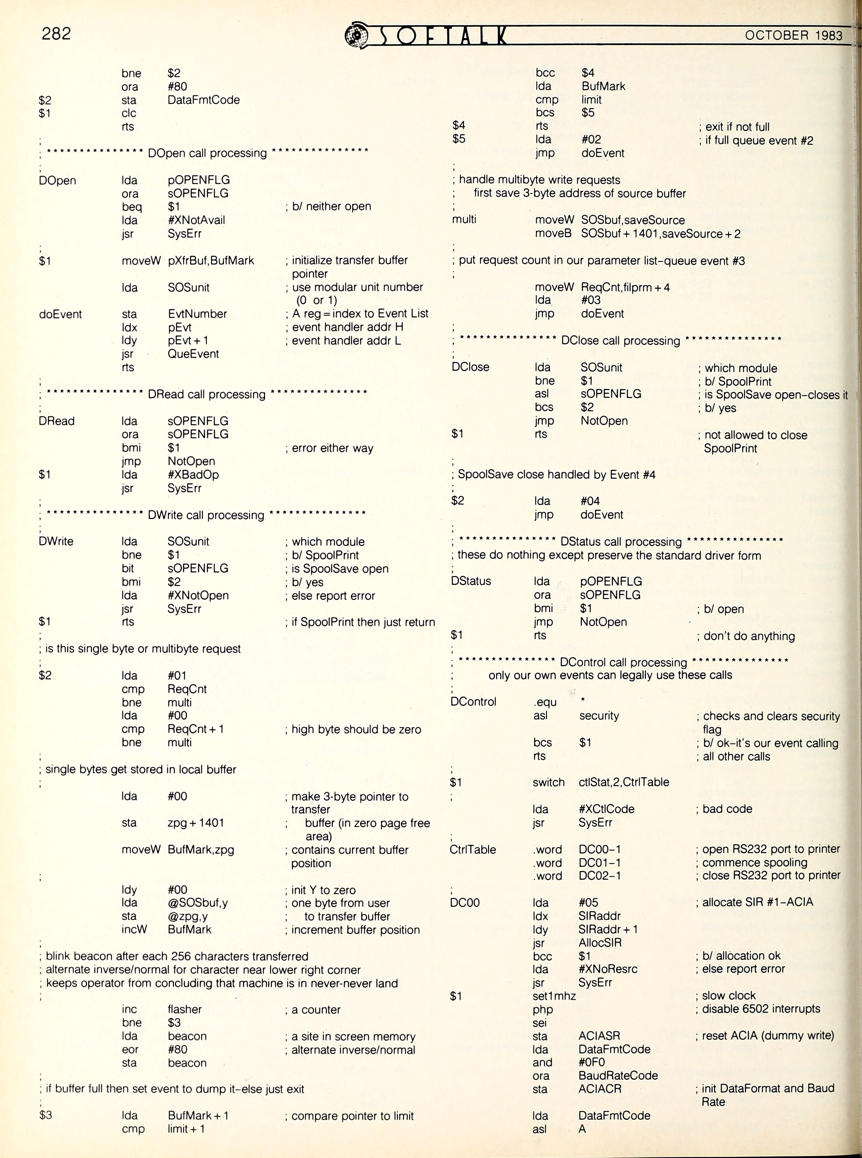 282
SOFTALK
OCTOBER 1983
bne $2
ora #80
$2 sta DataFmtCode
$1 clc
rts
;
; *************** DOpen call processing ***************
;
DOpen lda pOPENFLG
ora sOPENFLG
beq $1 ; b/ neither open
lda #XNotAvail
jsr SysErr
;
$1 moveW pXfrBuf,BufMark ; initialize transfer buffer
pointer
lda SOSunit ; use modular unit number
(0 or 1)
doEvent sta EvtNumber ; A reg = index to Event List
ldx pEvt ; event handler addr H
ldy pEvt + 1 ; event handler addr L
jsr QueEvent
rts
;
; *************** DRead call processing ***************
;
DRead lda sOPENFLG
ora sOPENFLG
bmi $1 ; error either way
jmp NotOpen
$1 lda #XBadOp
jsr SysErr
;
; *************** DWrite call processing ***************
;
DWrite lda SOSunit ; which module
bne $1 ; b/ SpoolPrint
bit sOPENFLG ; is SpoolSave open
bmi $2 ; b/ yes
lda #XNotOpen ; else report error
jsr SysErr
$1 rts ; if SpoolPrint then just return
;
; is this single byte or multibyte request
;
$2 lda #01
cmp ReqCnt
bne multi
lda #00
cmp ReqCnt + 1 ; high byte should be zero
bne multi
;
; single bytes get stored in local buffer
;
lda #00 ; make 3-byte pointer to
transfer
sta zpg + 1401 ; buffer (in zero page free
area)
moveW BufMark,zpg ; contains current buffer
position
;
ldy #00 ; init Y to zero
lda @SOSbuf,y ; one byte from user
sta @zpg,y ; to transfer buffer
incW BufMark ; increment buffer position
;
; blink beacon after each 256 characters transferred
; alternate inverse/normal for character near lower right corner
; keeps operator from concluding that machine is in never-never land
;
inc flasher ; a counter
bne $3
lda beacon ; a site in screen memory
eor #80 ; alternate inverse/normal
sta beacon
;
; if buffer full then set event to dump it-else just exit
;
$3 lda BufMark + 1 ; compare pointer to limit
cmp limit + 1
bcc $4
lda BufMark
cmp limit
bcs $5
$4 rts ; exit if not full
$5 lda #02 ; if full queue event #2
jmp doEvent
;
; handle multibyte write requests
; first save 3-byte address of source buffer
;
multi moveW SOSbuf,saveSource
moveB SOSbuf + 1401,saveSource + 2
;
; put request count in our parameter list-queue event #3
;
moveW ReqCnt,filprm + 4
lda #03
jmp doEvent
;
; *************** DClose call processing ***************
;
DClose lda SOSunit ; which module
bne $1 ; b/ SpoolPrint
asl sOPENFLG ; is SpoolSave open-closes it
bcs $2 ; b/ yes
jmp NotOpen
$1 rts ; not allowed to close
SpoolPrint
;
; SpoolSave close handled by Event #4
;
$2 lda #04
jmp doEvent
;
; *************** DStatus call processing ***************
; these do nothing except preserve the standard driver form
;
DStatus lda pOPENFLG
ora sOPENFLG
bmi $1 ; b/ open
jmp NotOpen
$1 rts ; don't do anything
;
; *************** DControl call processing ***************
; only our own events can legally use these calls
;
DControl .equ *
asl security ; checks and clears security
flag
bcs $1 ; b/ ok-it's our event calling
rts ; all other calls
;
$1 switch ctlStat,2,CtrlTable
;
lda #XCtlCode ; bad code
jsr SysErr
;
CtrlTable .word DC00-1 ; open RS232 port to printer
.word DC01-1 ; commence spooling
.word DC02-1 ; close RS232 port to printer
;
DC00 lda #05 ; allocate SIR #1-ACIA
ldx SIRaddr
ldy SIRaddr + 1
jsr AllocSIR
bcc $1 ; b/ allocation ok
lda #XNoResrc ; else report error
jsr SysErr
$1 set1mhz ; slow clock
php ; disable 6502 interrupts
sei
sta ACIASR ; reset ACIA (dummy write)
lda DataFmtCode
and #0F0
ora BaudRateCode
sta ACIACR ; init DataFormat and Baud
Rate
lda DataFmtCode
asl A